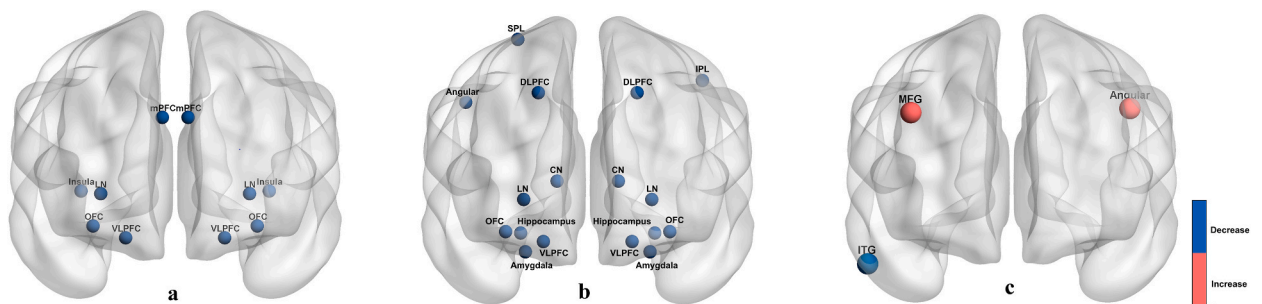 mPFC mPFC
Insula LN
LN Insula
OFC
OFC
VLPFC
VLPFC
a
SPL
DLPFC
DLPFC
IPL
Angular
CN
CN
LN
LN
OFC
Hippocampus
Hippocampus
OFC
VLPFC
VLPFC
Amygdala
Amygdala
b
MFG
Angular
ITG
c
Decrease
Increase